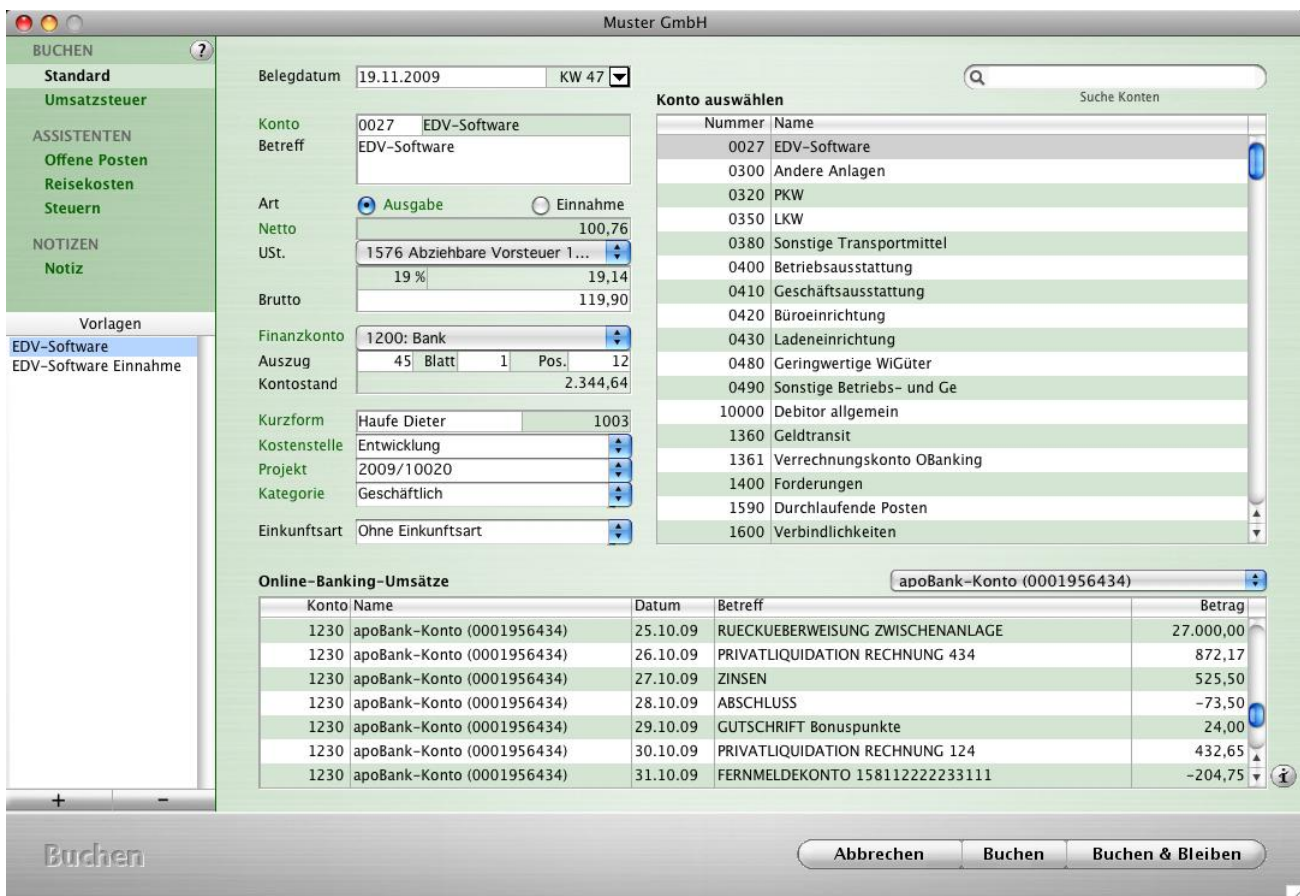 Muster GmbH
BUCHEN ?
Standard
Umsatzsteuer
ASSISTENTEN
Offene Posten
Reisekosten
Steuern
NOTIZEN
Notiz
Vorlagen
EDV-Software
EDV-Software Einnahme
+ −
Belegdatum 19.11.2009 KW 47
Konto 0027 EDV-Software
Betreff EDV-Software
Art Ausgabe Einnahme
Netto 100,76
USt. 1576 Abziehbare Vorsteuer 1...
19 % 19,14
Brutto 119,90
Finanzkonto 1200: Bank
Auszug 45 Blatt 1 Pos. 12
Kontostand 2.344,64
Kurzform Haufe Dieter 1003
Kostenstelle Entwicklung
Projekt 2009/10020
Kategorie Geschäftlich
Einkunftsart Ohne Einkunftsart
Suche Konten
Konto auswählen
Nummer Name
0027 EDV-Software
0300 Andere Anlagen
0320 PKW
0350 LKW
0380 Sonstige Transportmittel
0400 Betriebsausstattung
0410 Geschäftsausstattung
0420 Büroeinrichtung
0430 Ladeneinrichtung
0480 Geringwertige WiGüter
0490 Sonstige Betriebs- und Ge
10000 Debitor allgemein
1360 Geldtransit
1361 Verrechnungskonto OBanking
1400 Forderungen
1590 Durchlaufende Posten
1600 Verbindlichkeiten
Online-Banking-Umsätze apoBank-Konto (0001956434)
Konto Name Datum Betreff Betrag
1230 apoBank-Konto (0001956434) 25.10.09 RUECKUEBERWEISUNG ZWISCHENANLAGE 27.000,00
1230 apoBank-Konto (0001956434) 26.10.09 PRIVATLIQUIDATION RECHNUNG 434 872,17
1230 apoBank-Konto (0001956434) 27.10.09 ZINSEN 525,50
1230 apoBank-Konto (0001956434) 28.10.09 ABSCHLUSS -73,50
1230 apoBank-Konto (0001956434) 29.10.09 GUTSCHRIFT Bonuspunkte 24,00
1230 apoBank-Konto (0001956434) 30.10.09 PRIVATLIQUIDATION RECHNUNG 124 432,65
1230 apoBank-Konto (0001956434) 31.10.09 FERNMELDEKONTO 158112222233111 -204,75
Buchen
Abbrechen Buchen Buchen & Bleiben